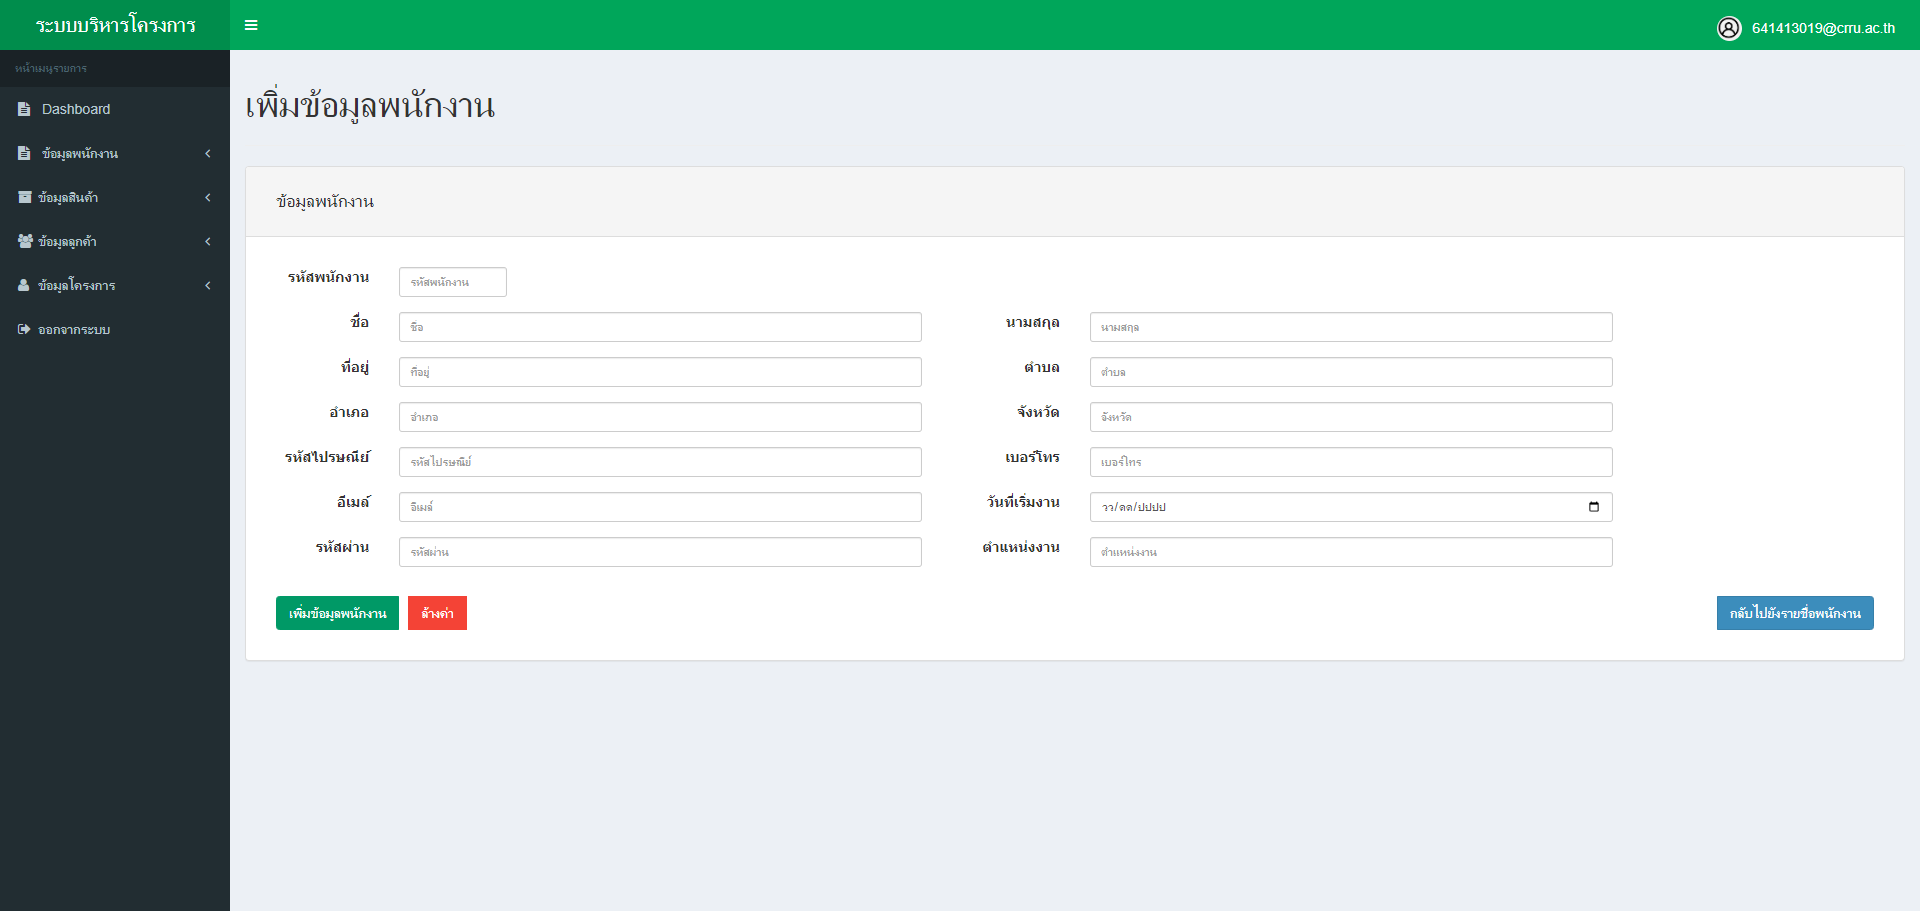 ระบบบริหารโครงการ
641413019@crru.ac.th
หน้าเมนูรายการ
Dashboard
ข้อมูลพนักงาน
ข้อมูลสินค้า
ข้อมูลลูกค้า
ข้อมูลโครงการ
ออกจากระบบ
เพิ่มข้อมูลพนักงาน
ข้อมูลพนักงาน
รหัสพนักงาน รหัสพนักงาน
ชื่อ ชื่อ นามสกุล นามสกุล
ที่อยู่ ที่อยู่ ตำบล ตำบล
อำเภอ อำเภอ จังหวัด จังหวัด
รหัสไปรษณีย์ รหัสไปรษณีย์ เบอร์โทร เบอร์โทร
อีเมล์ อีเมล์ วันที่เริ่มงาน วว/ดด/ปปปป
รหัสผ่าน รหัสผ่าน ตำแหน่งงาน ตำแหน่งงาน
เพิ่มข้อมูลพนักงาน ล้างค่า กลับไปยังรายชื่อพนักงาน